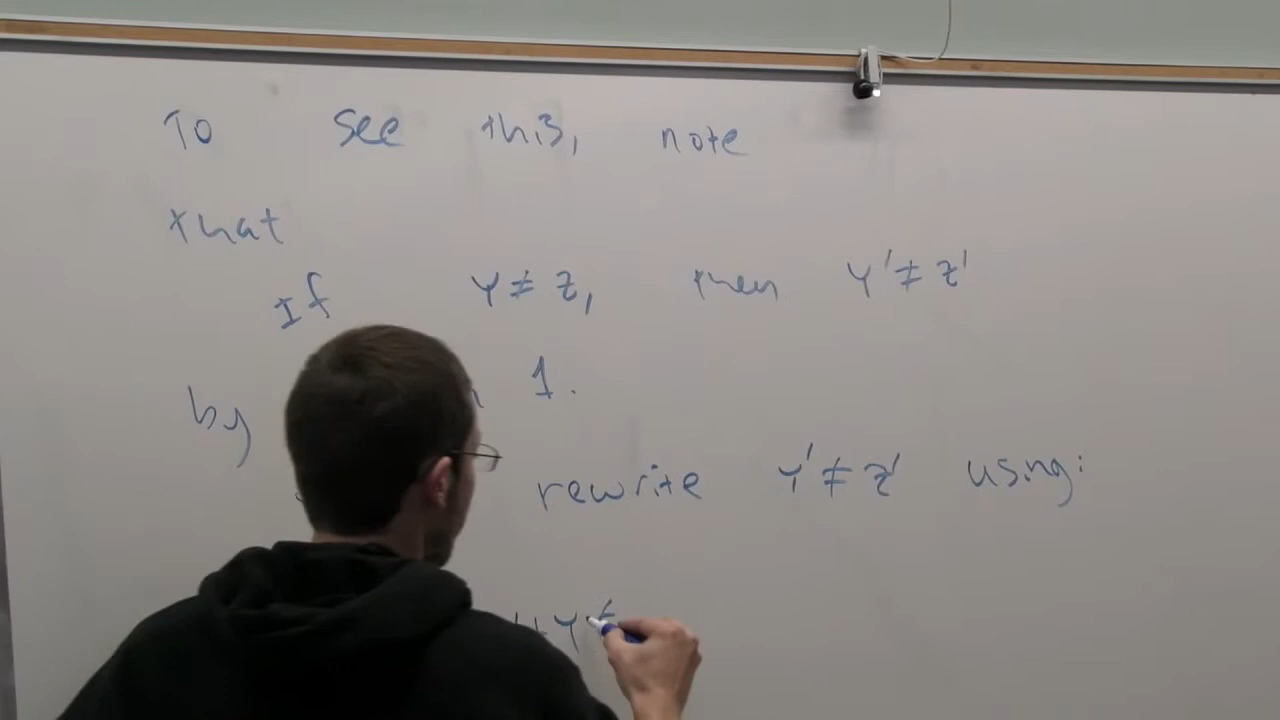 To see this, note
that
If Y ≠ z, then Y' ≠ z'
by 1.
rewrite Y' ≠ z' using:
+ Y ≠